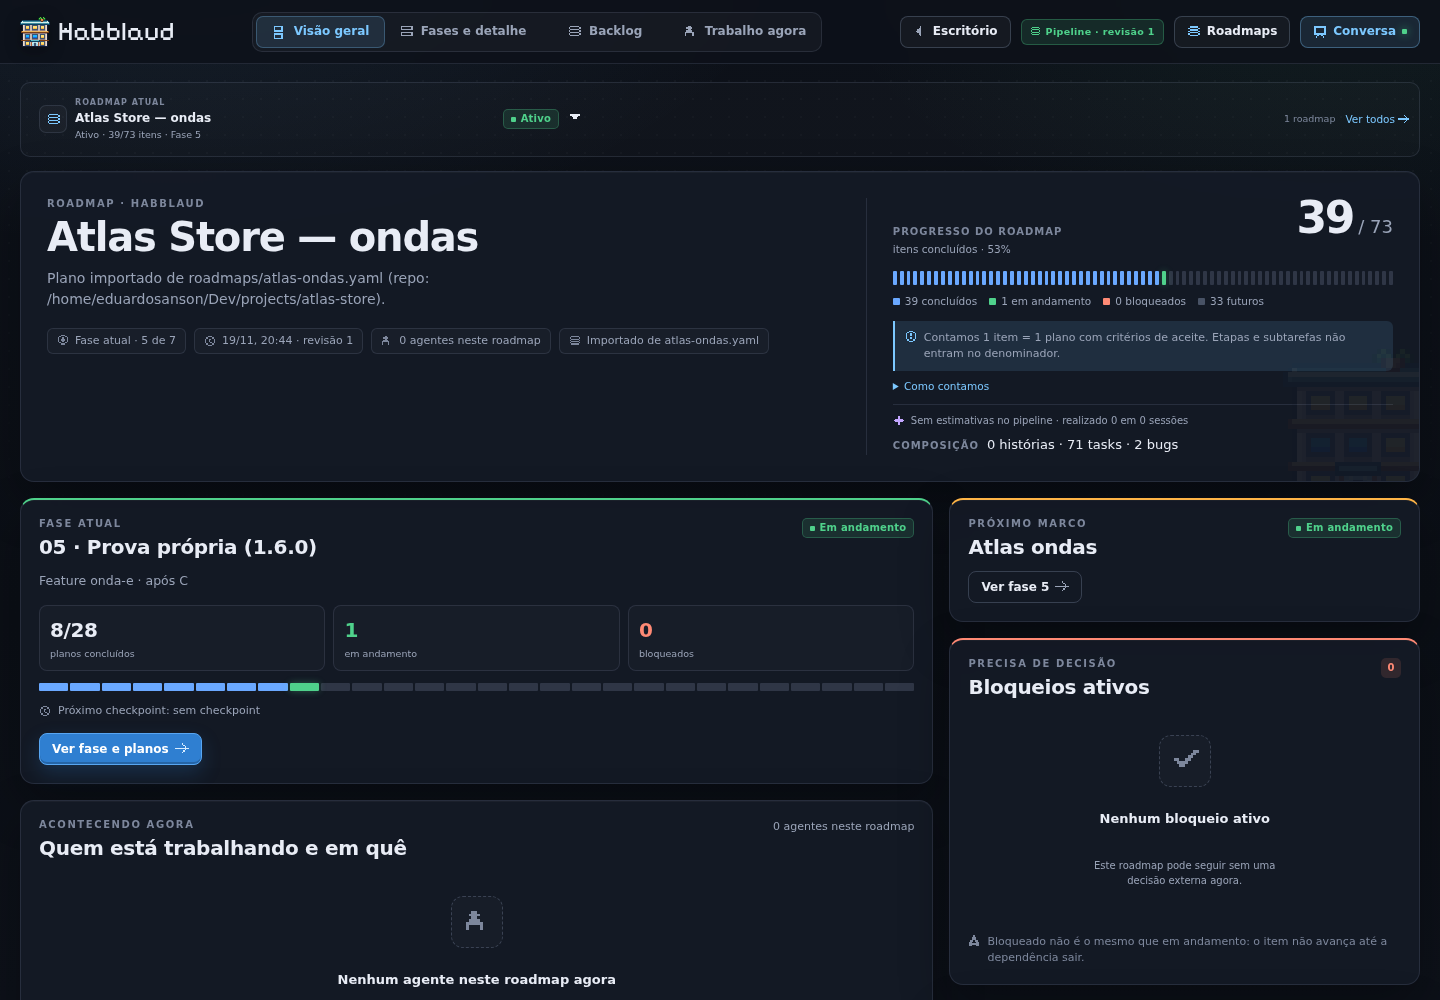 Habblaud
Visão geral
Fases e detalhe
Backlog
Trabalho agora
Escritório
Pipeline · revisão 1
Roadmaps
Conversa
ROADMAP ATUAL
Atlas Store — ondas
Ativo · 39/73 itens · Fase 5
Ativo
1 roadmap
Ver todos
ROADMAP · HABBLAUD
Atlas Store — ondas
Plano importado de roadmaps/atlas-ondas.yaml (repo:
/home/eduardosanson/Dev/projects/atlas-store).
Fase atual · 5 de 7
19/11, 20:44 · revisão 1
0 agentes neste roadmap
Importado de atlas-ondas.yaml
PROGRESSO DO ROADMAP
itens concluídos · 53%
39 / 73
39 concluídos
1 em andamento
0 bloqueados
33 futuros
Contamos 1 item = 1 plano com critérios de aceite. Etapas e subtarefas não
entram no denominador.
Como contamos
Sem estimativas no pipeline · realizado 0 em 0 sessões
COMPOSIÇÃO 0 histórias · 71 tasks · 2 bugs
FASE ATUAL
05 · Prova própria (1.6.0)
Em andamento
Feature onda-e · após C
8/28
planos concluídos
1
em andamento
0
bloqueados
Próximo checkpoint: sem checkpoint
Ver fase e planos
PRÓXIMO MARCO
Atlas ondas
Em andamento
Ver fase 5
PRECISA DE DECISÃO
Bloqueios ativos
0
Nenhum bloqueio ativo
Este roadmap pode seguir sem uma
decisão externa agora.
Bloqueado não é o mesmo que em andamento: o item não avança até a
dependência sair.
ACONTECENDO AGORA
Quem está trabalhando e em quê
0 agentes neste roadmap
Nenhum agente neste roadmap agora